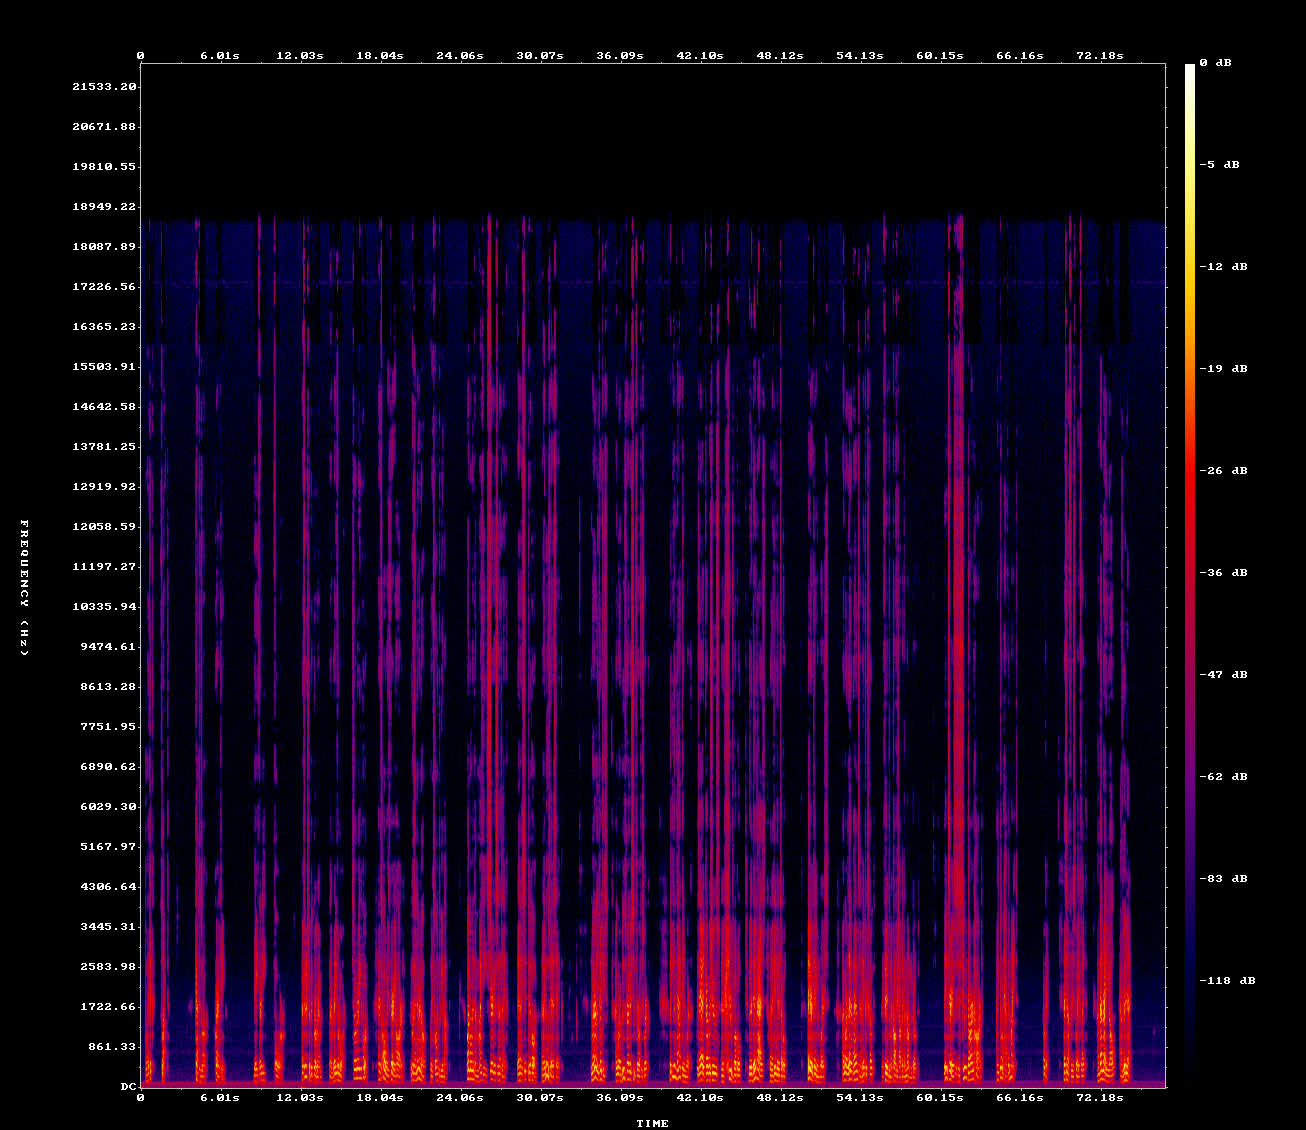 0 6.01s 12.03s 18.04s 24.06s 30.07s 36.09s 42.10s 48.12s 54.13s 60.15s 66.16s 72.18s
0 dB
21533.20
20671.88
19810.55
-5 dB
18949.22
18087.89
-12 dB
17226.56
16365.23
15503.91
-19 dB
14642.58
13781.25
-26 dB
12919.92
12058.59
11197.27
-36 dB
10335.94
9474.61
-47 dB
8613.28
7751.95
6890.62
-62 dB
6029.30
5167.97
4306.64
-83 dB
3445.31
2583.98
-118 dB
1722.66
861.33
DC
FREQUENCY (Hz)
0 6.01s 12.03s 18.04s 24.06s 30.07s 36.09s 42.10s 48.12s 54.13s 60.15s 66.16s 72.18s
TIME